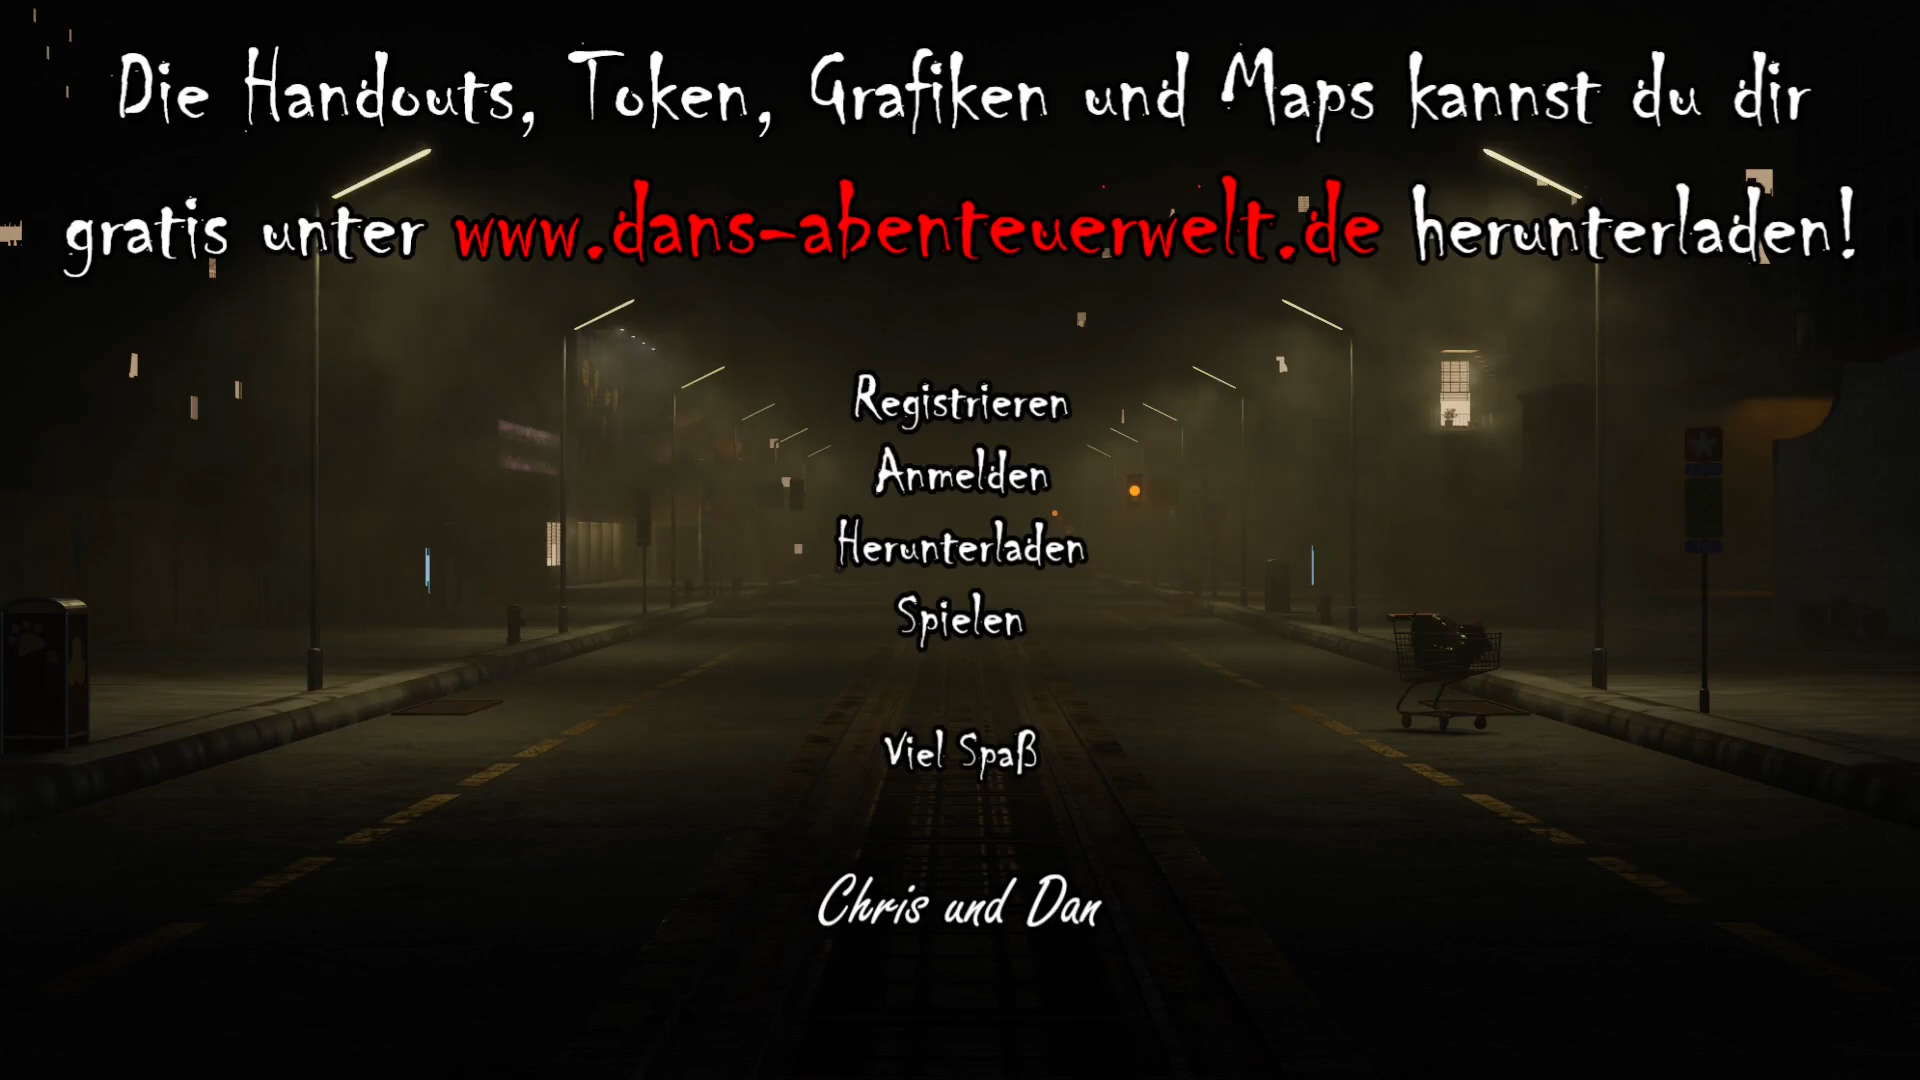 Die Handouts, Token, Grafiken und Maps kannst du dir
gratis unter www.dans-abenteuerwelt.de herunterladen!
Registrieren
Anmelden
Herunterladen
Spielen
Viel Spaß
Chris und Dan